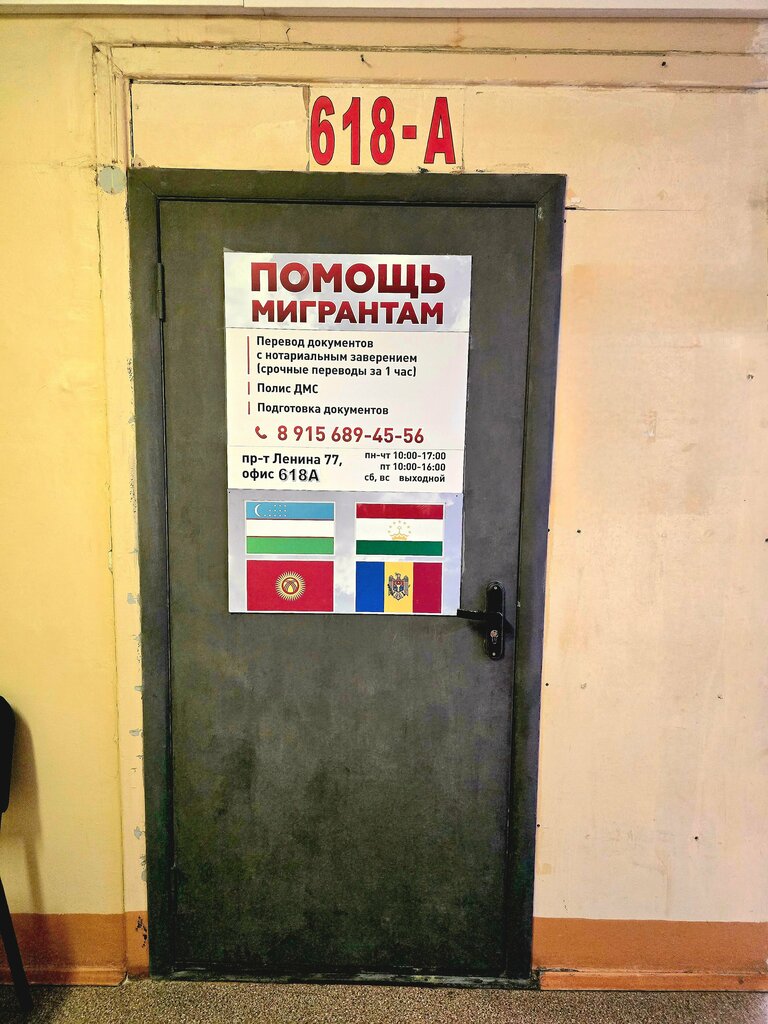 618-А
ПОМОЩЬ
МИГРАНТАМ
Перевод документов
с нотариальным заверением
(срочные переводы за 1 час)
Полис ДМС
Подготовка документов
8 915 689-45-56
пр-т Ленина 77,
офис 618А
пн-чт 10:00-17:00
пт 10:00-16:00
сб, вс выходной